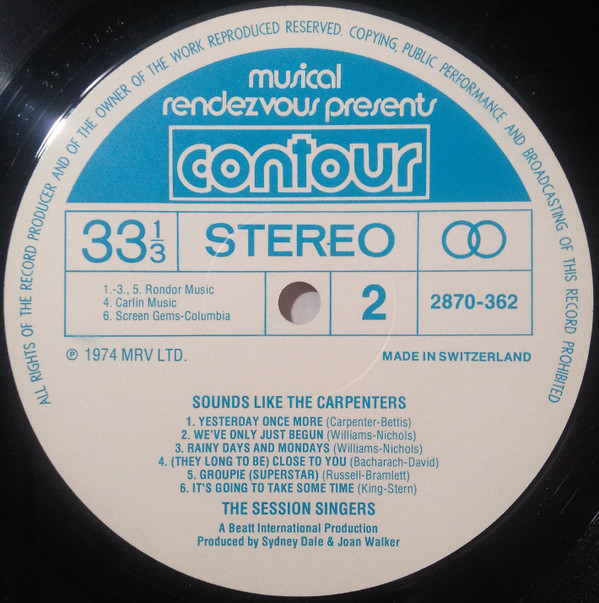 ALL RIGHTS OF THE RECORD PRODUCER AND OF THE OWNER OF THE WORK REPRODUCED RESERVED. COPYING, PUBLIC PERFORMANCE AND BROADCASTING OF THIS RECORD PROHIBITED
musical
rendezvous presents
contour
33 1/3
STEREO
1.-3., 5. Rondor Music
4. Carlin Music
6. Screen Gems-Columbia
2
2870-362
℗ 1974 MRV LTD.
MADE IN SWITZERLAND
SOUNDS LIKE THE CARPENTERS
1. YESTERDAY ONCE MORE (Carpenter-Bettis)
2. WE'VE ONLY JUST BEGUN (Williams-Nichols)
3. RAINY DAYS AND MONDAYS (Williams-Nichols)
4. (THEY LONG TO BE) CLOSE TO YOU (Bacharach-David)
5. GROUPIE (SUPERSTAR) (Russell-Bramlett)
6. IT'S GOING TO TAKE SOME TIME (King-Stern)
THE SESSION SINGERS
A Beatt International Production
Produced by Sydney Dale & Joan Walker